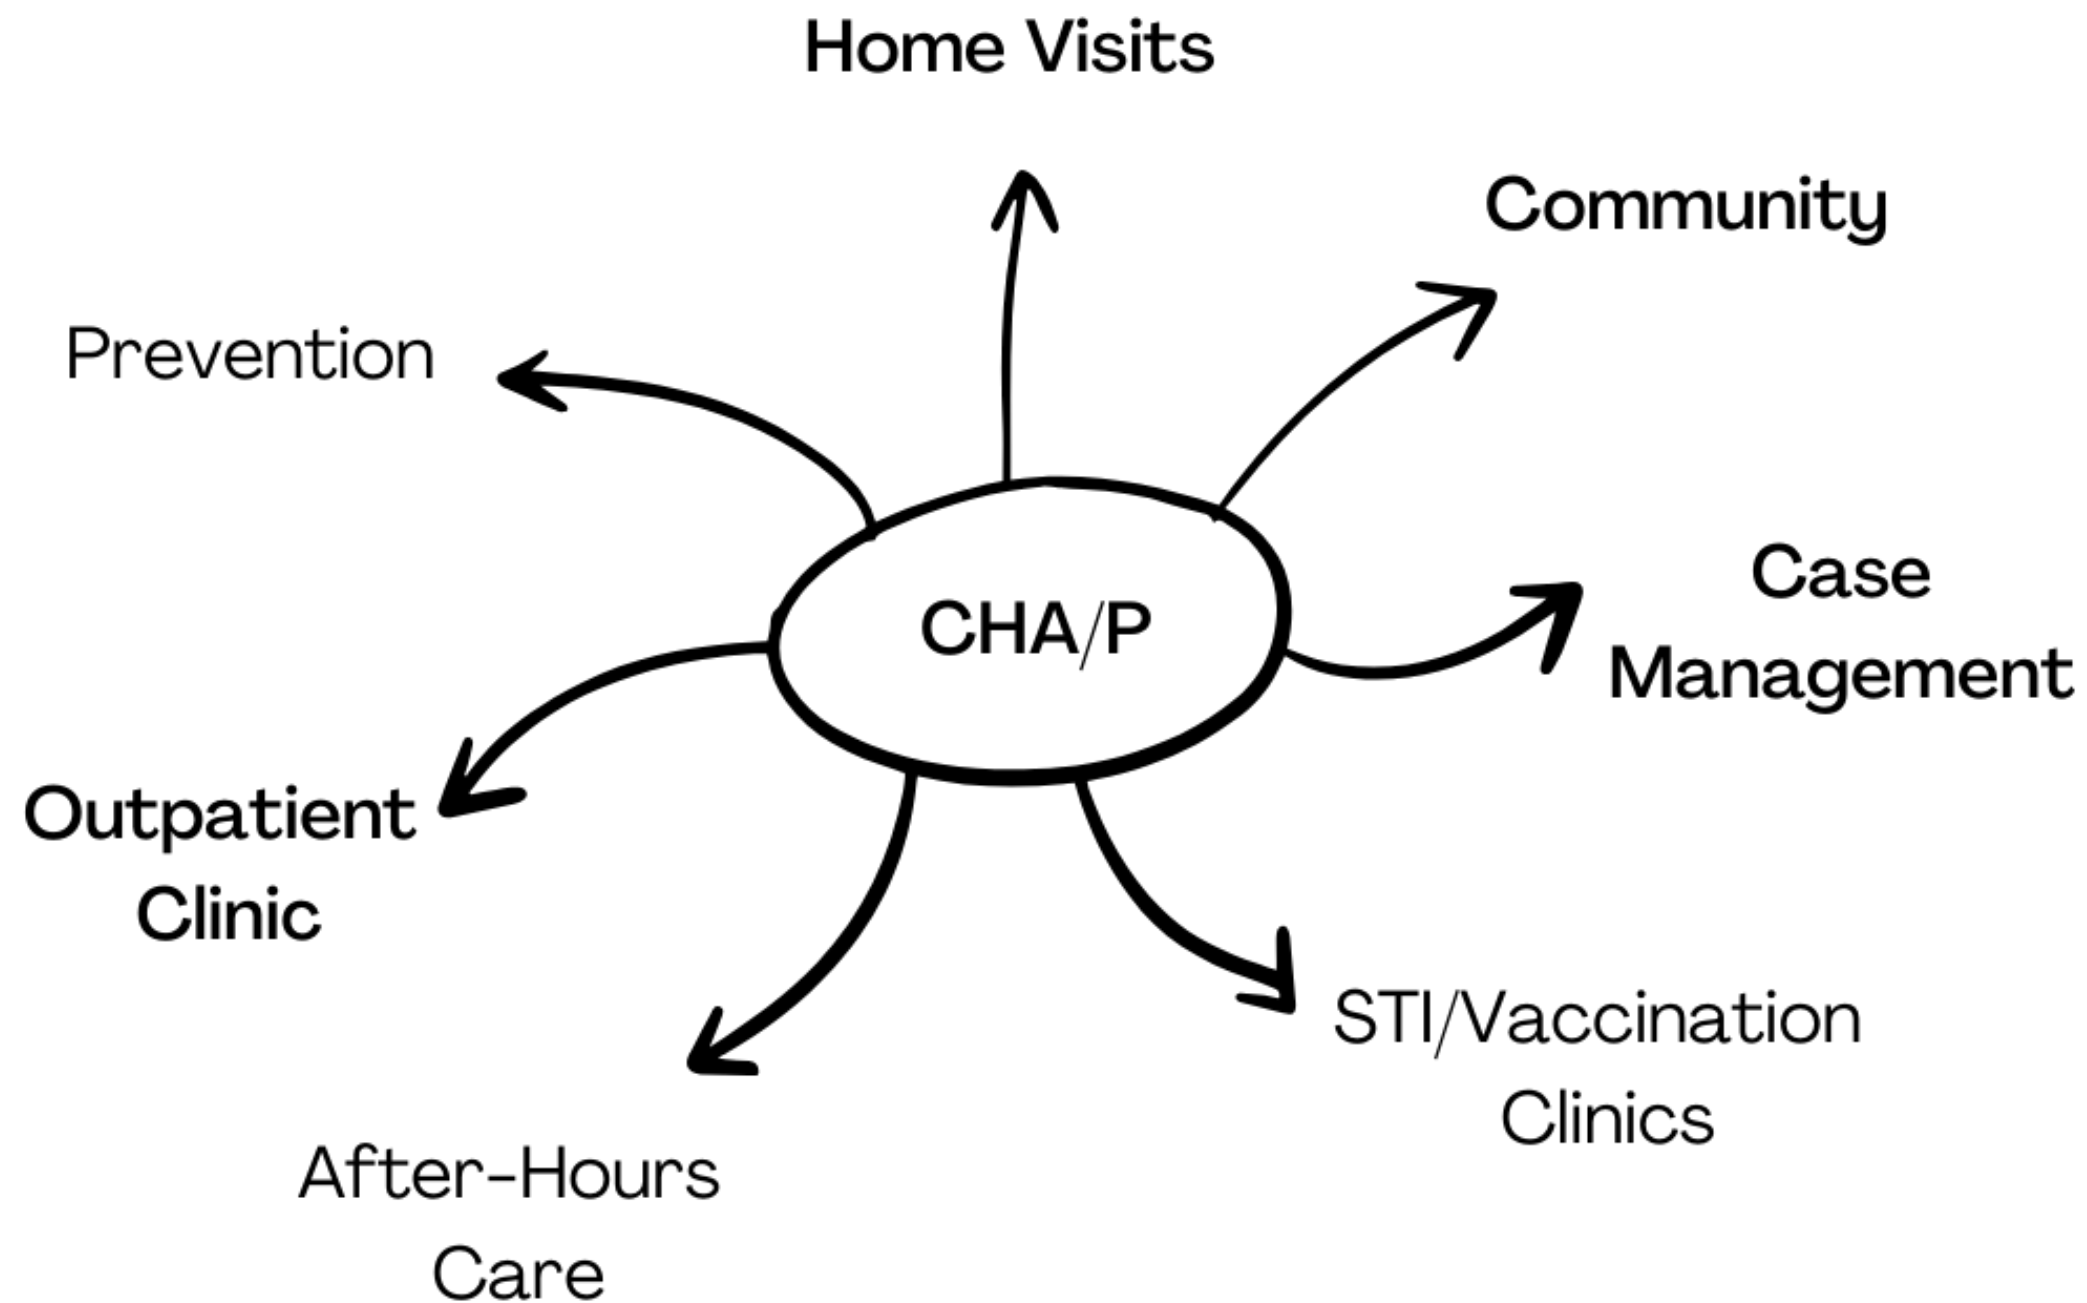 Home Visits
Community
Prevention
Case
Management
CHA/P
Outpatient
Clinic
STI/Vaccination
Clinics
After-Hours
Care